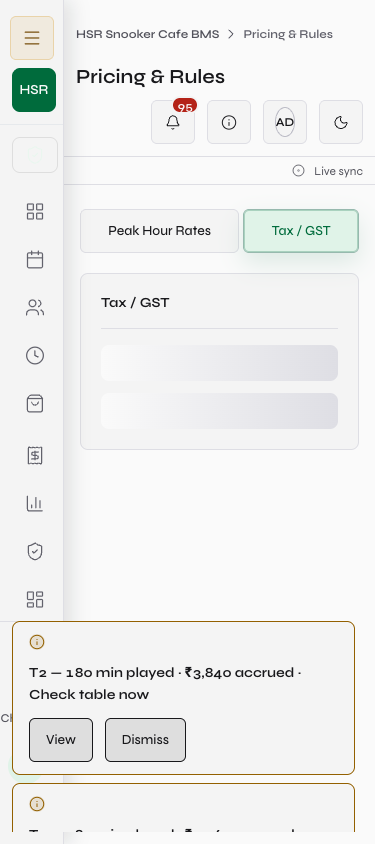 HSR Snooker Cafe BMS > Pricing & Rules
HSR
Pricing & Rules
95
AD
Live sync
Peak Hour Rates
Tax / GST
Tax / GST
T2 — 180 min played · ₹3,840 accrued ·
Check table now
View
Dismiss